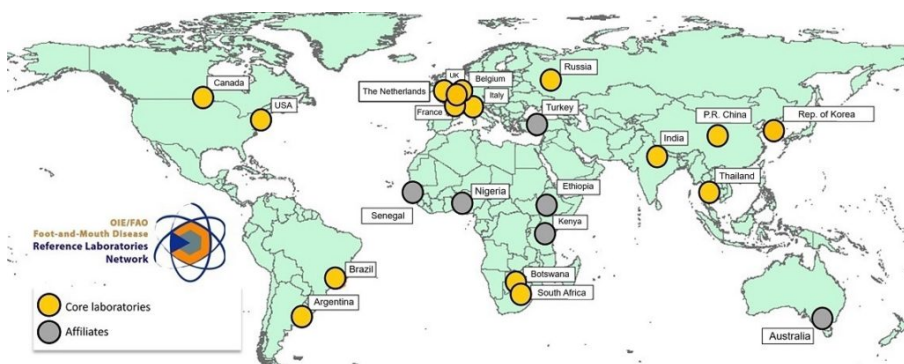 Canada
USA
UK
Belgium
The Netherlands
France
Italy
Russia
Turkey
P.R. China
Rep. of Korea
India
Thailand
Senegal
Nigeria
Ethiopia
Kenya
OIE/FAO
Foot-and-Mouth Disease
Reference Laboratories
Network
Brazil
Argentina
Botswana
South Africa
Australia
Core laboratories
Affiliates